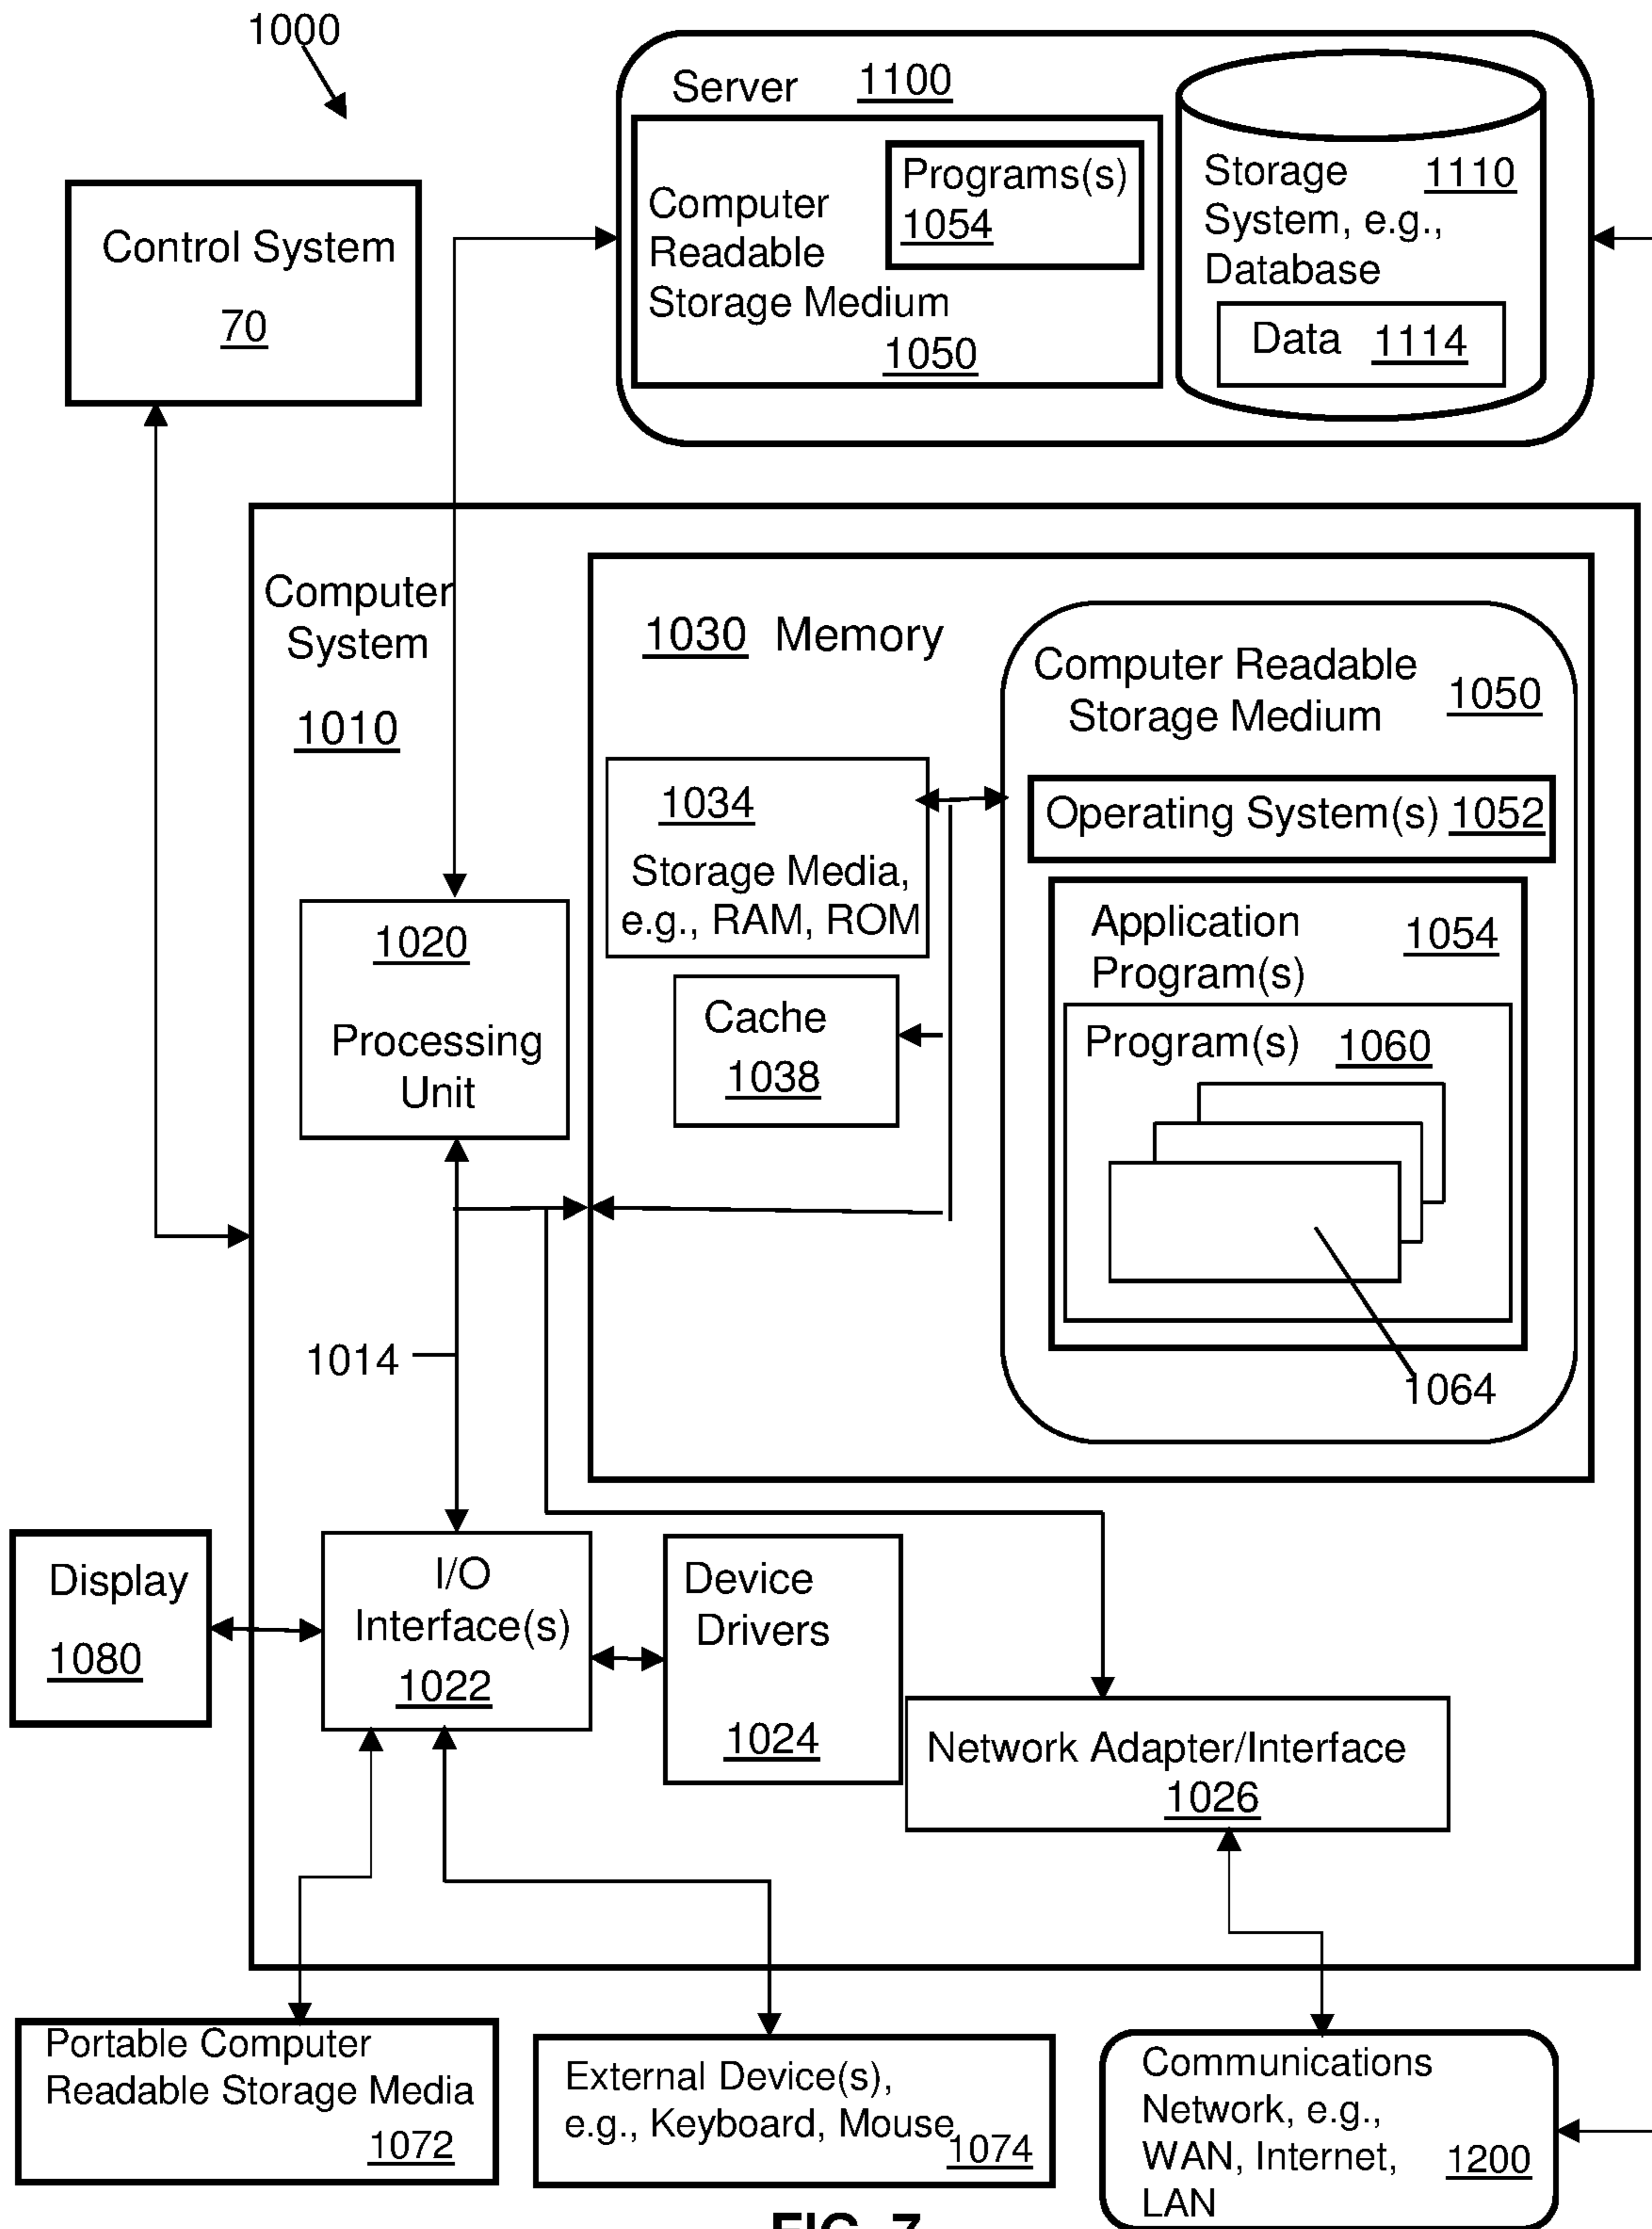 1000
Server 1100
Computer
Readable
Storage Medium
1050
Programs(s)
1054
Storage 1110
System, e.g.,
Database
Data 1114
Control System
70
Computer
System
1010
1030 Memory
Computer Readable
Storage Medium
1050
1034
Storage Media,
e.g., RAM, ROM
Operating System(s) 1052
Application
Program(s)
1054
Cache
1038
Program(s) 1060
1020
Processing
Unit
1014
1064
Display
1080
I/O
Interface(s)
1022
Device
Drivers
1024
Network Adapter/Interface
1026
Portable Computer
Readable Storage Media
1072
External Device(s),
e.g., Keyboard, Mouse
1074
Communications
Network, e.g.,
WAN, Internet,
LAN
1200
FIG. 7